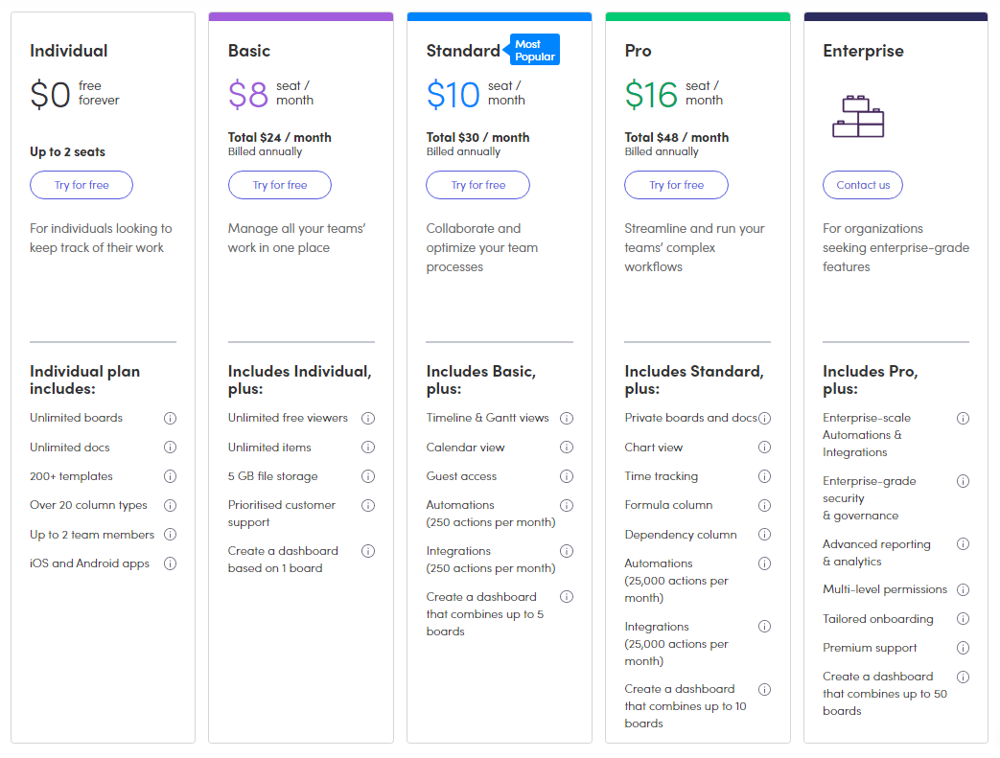 Individual
$0
free
forever
Up to 2 seats
Try for free
For individuals looking to
keep track of their work
Individual plan
includes:
Unlimited boards
Unlimited docs
200+ templates
Over 20 column types
Up to 2 team members
iOS and Android apps
Basic
$8
seat /
month
Total $24 / month
Billed annually
Try for free
Manage all your teams’
work in one place
Includes Individual,
plus:
Unlimited free viewers
Unlimited items
5 GB file storage
Prioritised customer
support
Create a dashboard
based on 1 board
Standard
Most
Popular
$10
seat /
month
Total $30 / month
Billed annually
Try for free
Collaborate and
optimize your team
processes
Includes Basic,
plus:
Timeline & Gantt views
Calendar view
Guest access
Automations
(250 actions per month)
Integrations
(250 actions per month)
Create a dashboard
that combines up to 5
boards
Pro
$16
seat /
month
Total $48 / month
Billed annually
Try for free
Streamline and run your
teams’ complex
workflows
Includes Standard,
plus:
Private boards and docs
Chart view
Time tracking
Formula column
Dependency column
Automations
(25,000 actions per
month)
Integrations
(25,000 actions per
month)
Create a dashboard
that combines up to 10
boards
Enterprise
Contact us
For organizations
seeking enterprise-grade
features
Includes Pro,
plus:
Enterprise-scale
Automations &
Integrations
Enterprise-grade
security
& governance
Advanced reporting
& analytics
Multi-level permissions
Tailored onboarding
Premium support
Create a dashboard
that combines up to 50
boards